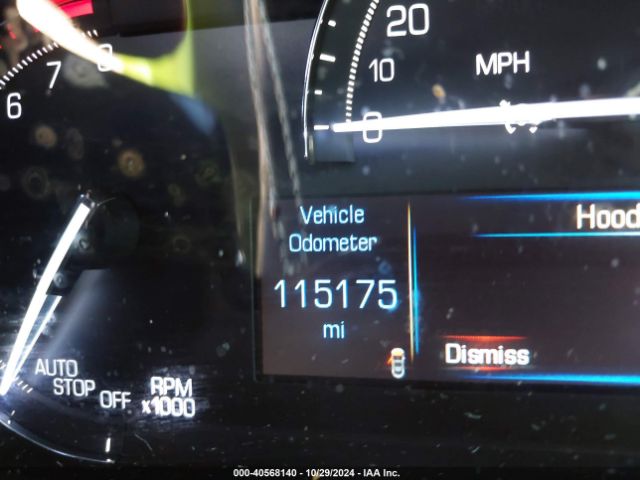 20
10
0
MPH
6
7
8
Vehicle
Odometer
115175
mi
Hood
Dismiss
AUTO
STOP
OFF
RPM
x1000
000-40568140 - 10/29/2024 - IAA Inc.